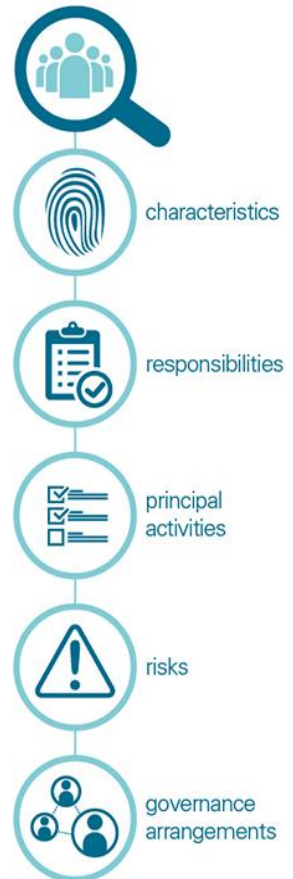 characteristics
responsibilities
principal
activities
risks
governance
arrangements